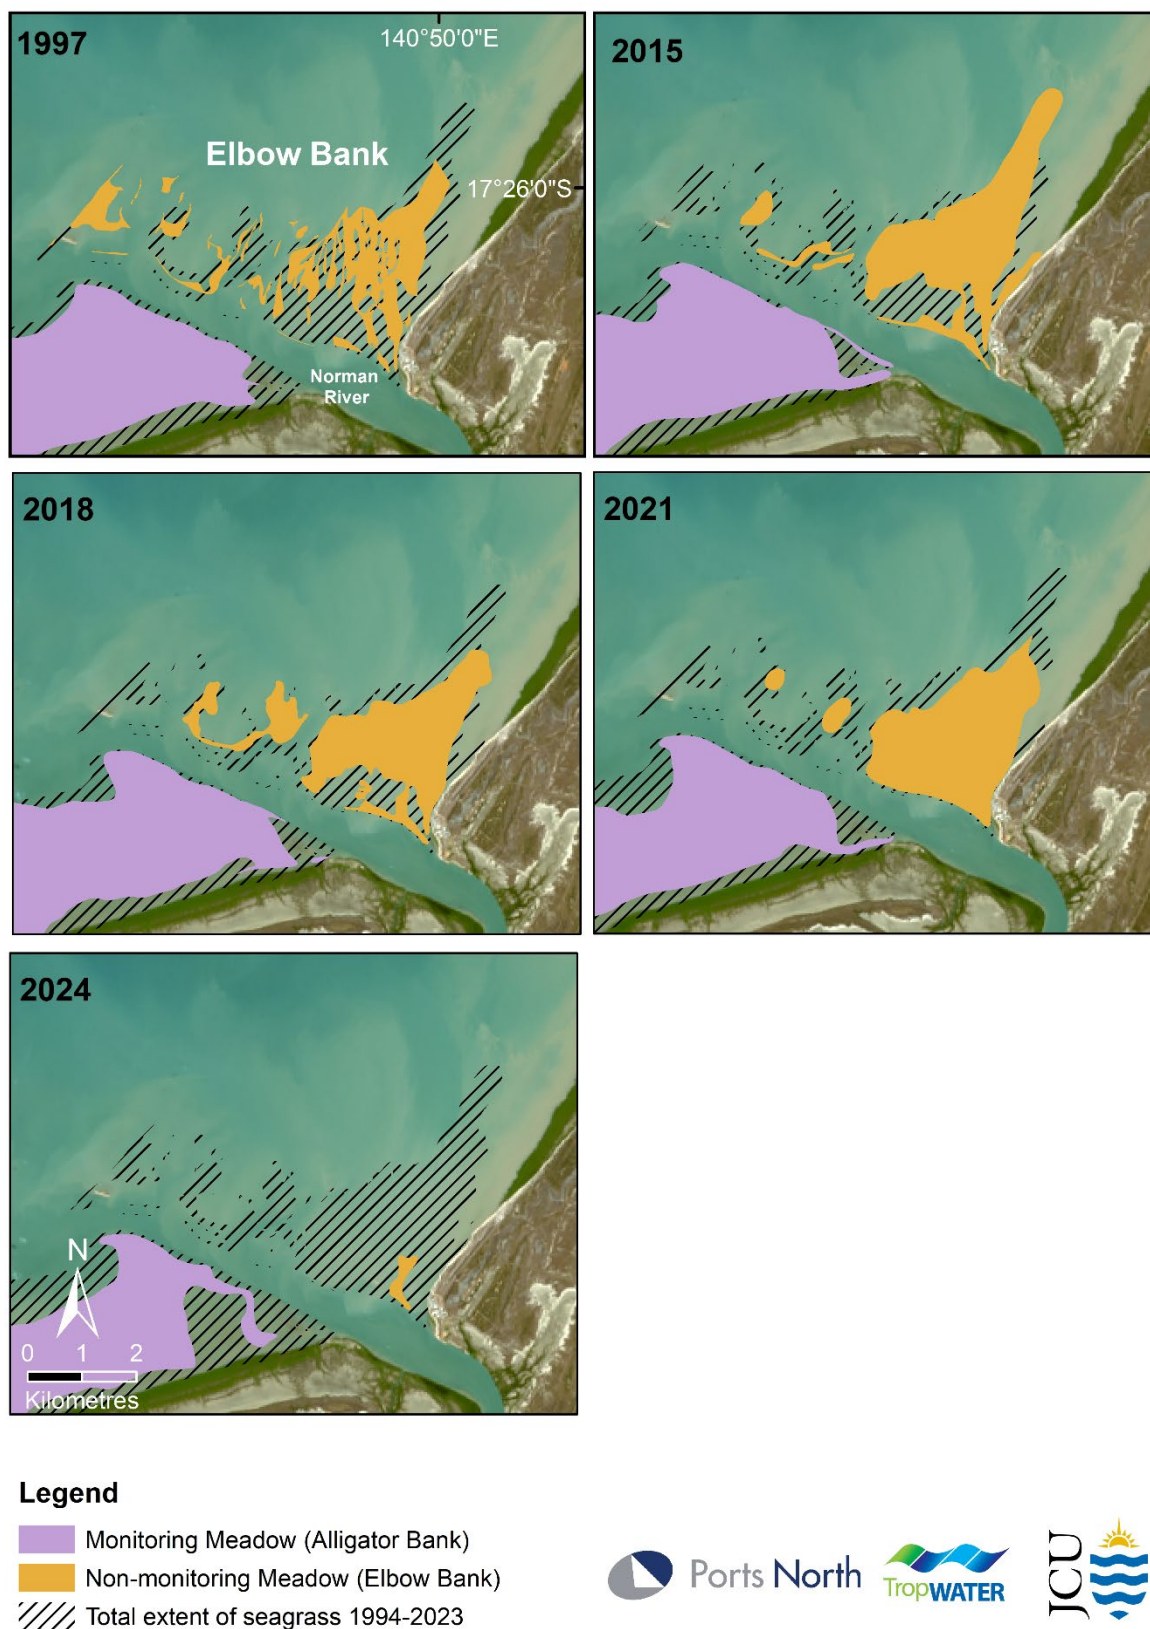 1997
140°50'0"E
Elbow Bank
17°26'0"S
Norman
River
2015
2018
2021
2024
N
0 1 2
Kilometres
Legend
Monitoring Meadow (Alligator Bank)
Non-monitoring Meadow (Elbow Bank)
Total extent of seagrass 1994-2023
Ports North
TropWATER
JCU